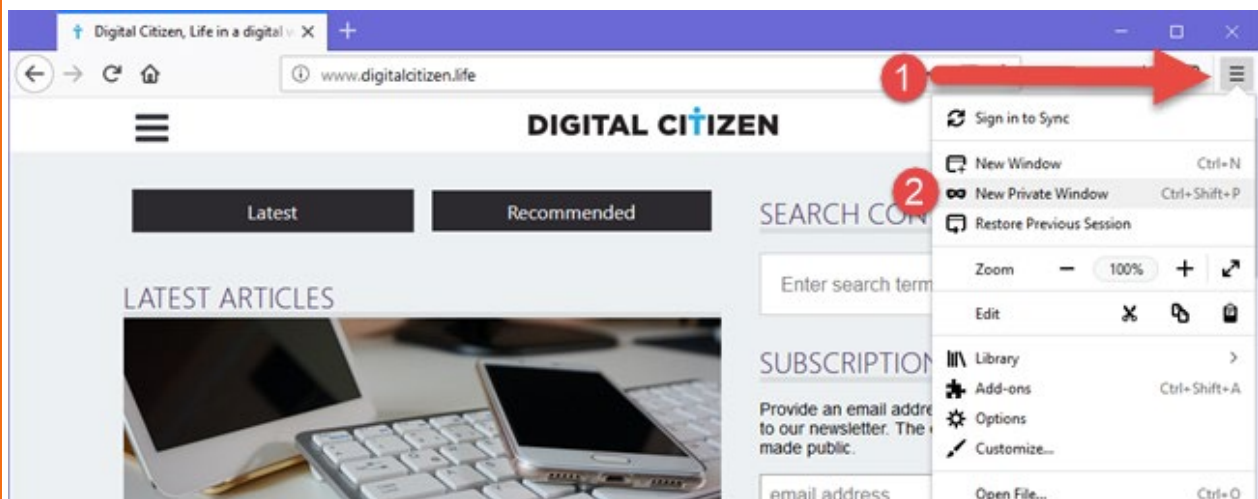 Digital Citizen, Life in a digital
www.digitalcitizen.life
1
DIGITAL CITIZEN
Latest
Recommended
LATEST ARTICLES
SEARCH CON
Enter search term
SUBSCRIPTION
Provide an email addre
to our newsletter. The
made public.
email address
Sign in to Sync
New Window Ctrl+N
2
New Private Window Ctrl+Shift+P
Restore Previous Session
Zoom 100%
Edit
Library
Add-ons Ctrl+Shift+A
Options
Customize...
Open File... Ctrl+O